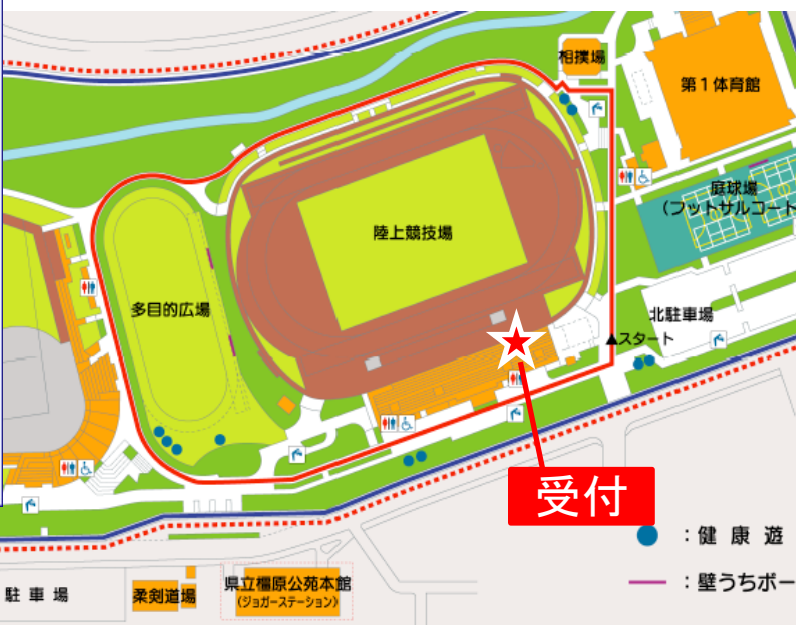 相撲場
第1体育館
庭球場
(フットサルコート
陸上競技場
多目的広場
北駐車場
▲スタート
受付
：健 康 遊
：壁うちボー
駐 車 場
柔剣道場
県立橿原公苑本館
(ジョガーステーション)